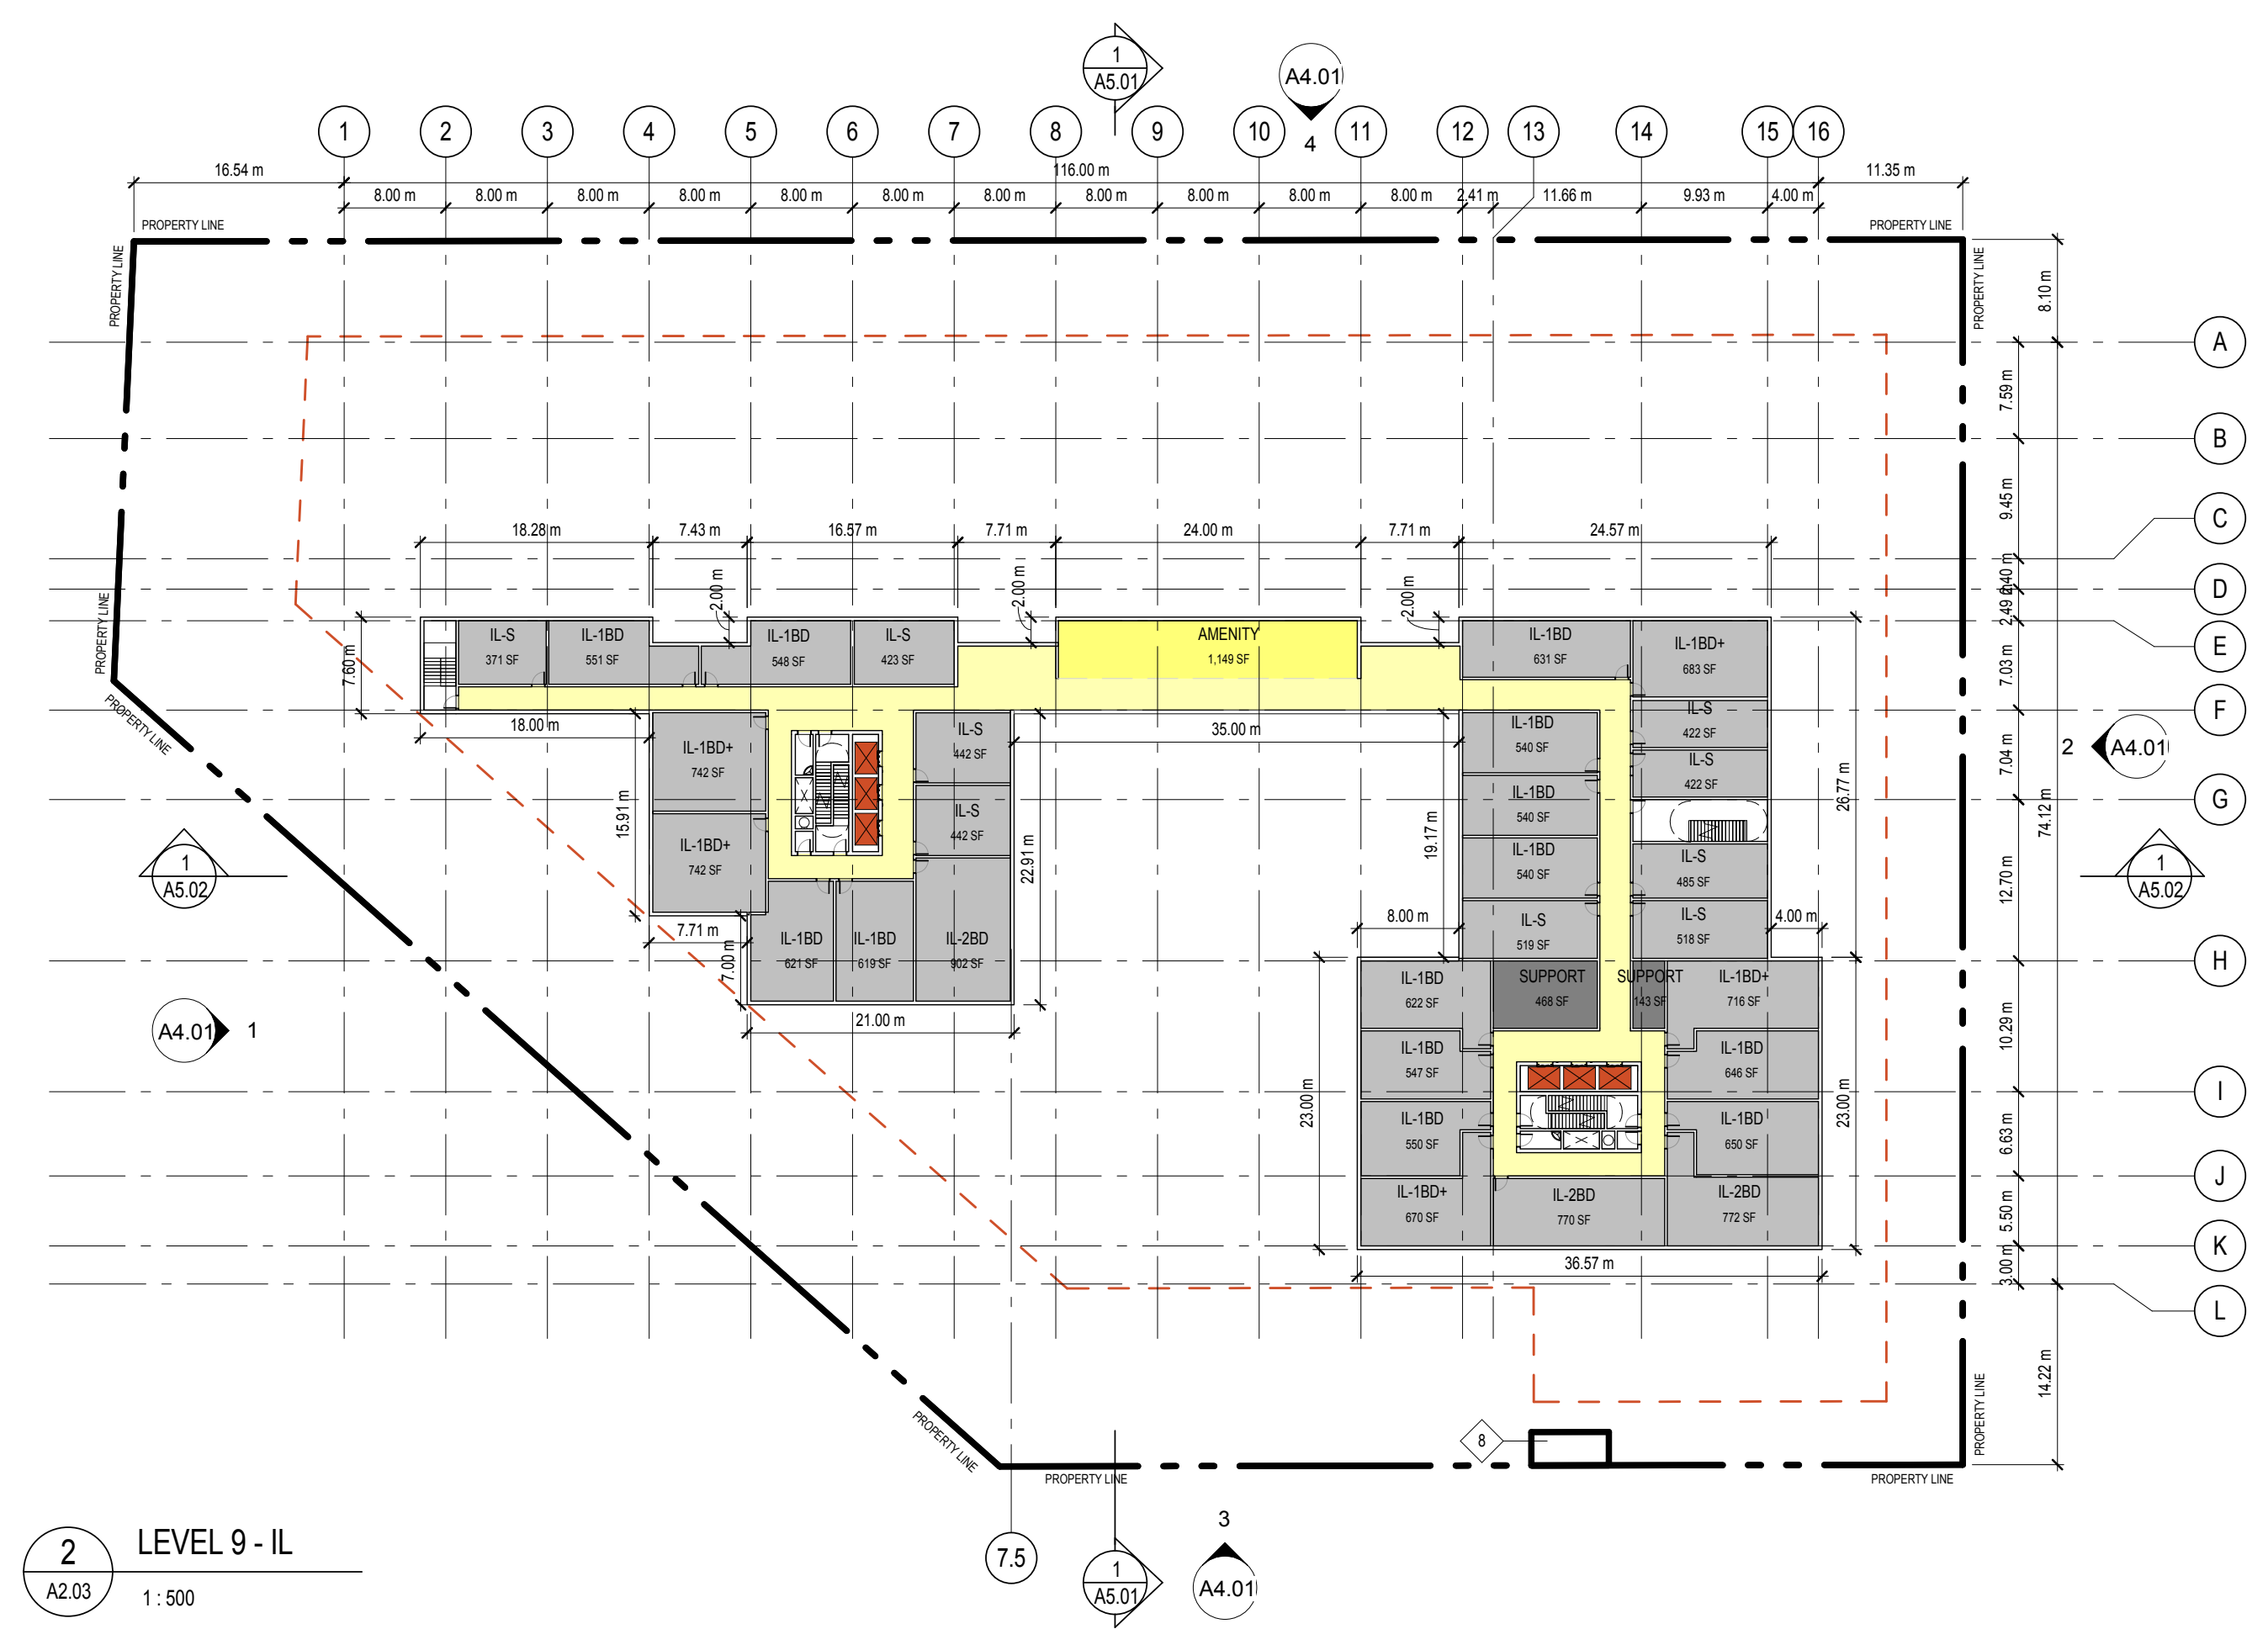 1
A5.01
A4.01
4
1 2 3 4 5 6 7 8 9 10 11 12 13 14 15 16
16.54 m 116.00 m 11.35 m
8.00 m 8.00 m 8.00 m 8.00 m 8.00 m 8.00 m 8.00 m 8.00 m 8.00 m 8.00 m 8.00 m 2.41 m 11.66 m 9.93 m 4.00 m
PROPERTY LINE PROPERTY LINE
PROPERTY LINE
PROPERTY LINE
8.10 m
A
7.59 m
B
9.45 m
C
2.40 m
D
2.49 m
E
7.03 m
F
7.04 m
G
12.70 m
H
10.29 m
I
6.63 m
J
5.50 m
K
3.00 m
L
74.12 m
14.22 m
18.28 m 7.43 m 16.57 m 7.71 m 24.00 m 7.71 m 24.57 m
2.00 m 2.00 m 2.00 m
PROPERTY LINE
PROPERTY LINE
7.60 m
IL-S
371 SF
IL-1BD
551 SF
IL-1BD
548 SF
IL-S
423 SF
AMENITY
1,149 SF
IL-1BD
631 SF
IL-1BD+
683 SF
18.00 m
35.00 m
IL-1BD+
742 SF
IL-S
442 SF
IL-1BD
540 SF
IL-S
422 SF
IL-S
422 SF
2
A4.01
15.91 m
IL-S
442 SF
IL-1BD
540 SF
26.77 m
IL-1BD+
742 SF
22.91 m
19.17 m
IL-1BD
540 SF
IL-S
485 SF
1
A5.02
1
A5.02
7.71 m
7.00 m
IL-1BD
621 SF
IL-1BD
619 SF
IL-2BD
902 SF
8.00 m
IL-S
519 SF
IL-S
518 SF
4.00 m
21.00 m
A4.01
1
IL-1BD
622 SF
SUPPORT
468 SF
SUPPORT
143 SF
IL-1BD+
716 SF
IL-1BD
547 SF
IL-1BD
646 SF
23.00 m
23.00 m
IL-1BD
550 SF
IL-1BD
650 SF
IL-1BD+
670 SF
IL-2BD
770 SF
IL-2BD
772 SF
36.57 m
PROPERTY LINE
8
PROPERTY LINE
PROPERTY LINE
PROPERTY LINE
7.5
1
A5.01
3
A4.01
2
A2.03
LEVEL 9 - IL
1 : 500